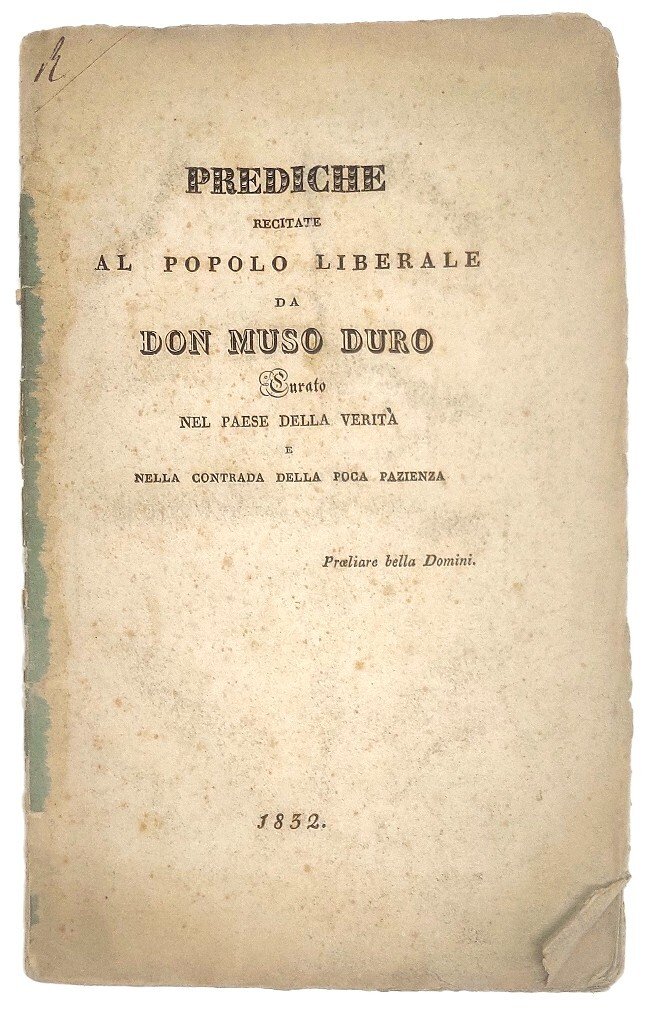 PREDICHE
RECITATE
AL POPOLO LIBERALE
DA
DON MUSO DURO
Curato
NEL PAESE DELLA VERITÀ
E
NELLA CONTRADA DELLA POCA PAZIENZA
Prœliare bella Domini.
1832.